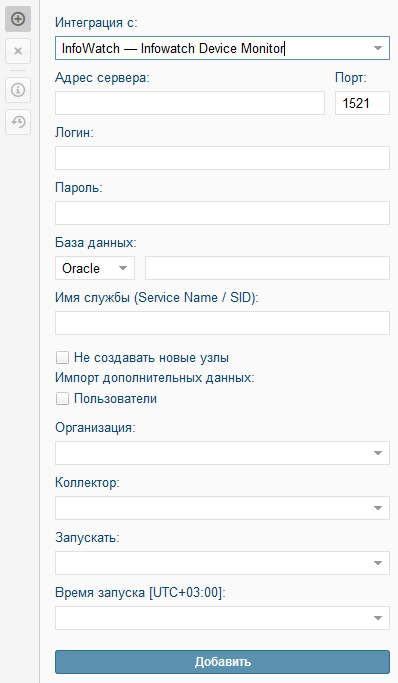 Интеграция с:
InfoWatch — Infowatch Device Monitor
Адрес сервера: Порт:
1521
Логин:
Пароль:
База данных:
Oracle
Имя службы (Service Name / SID):
Не создавать новые узлы
Импорт дополнительных данных:
Пользователи
Организация:
Коллектор:
Запускать:
Время запуска [UTC+03:00]:
Добавить